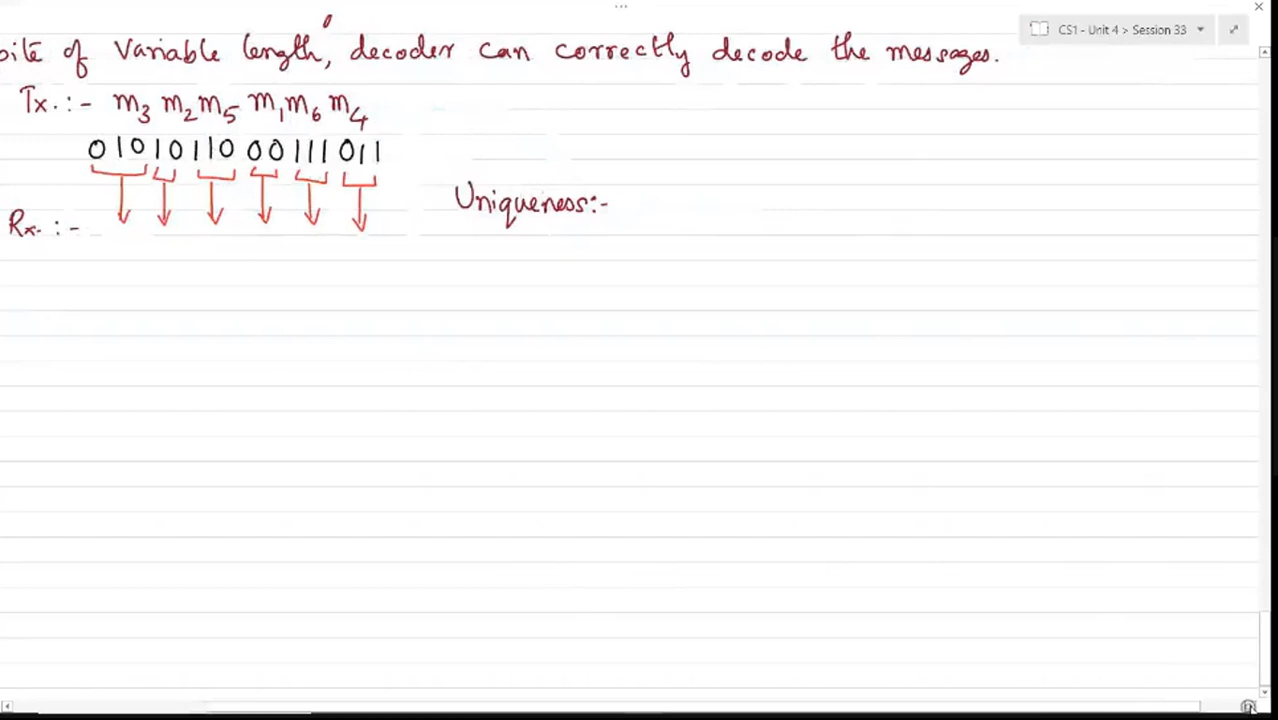 CS1 - Unit 4 > Session 33
of Variable length, decoder can correctly decode the messages.
Tx. :- m3 m2 m5 m1 m6 m4
0 1 0 1 0 1 1 0 0 0 1 1 1 0 1 1
Uniqueness:-
Rx. :-